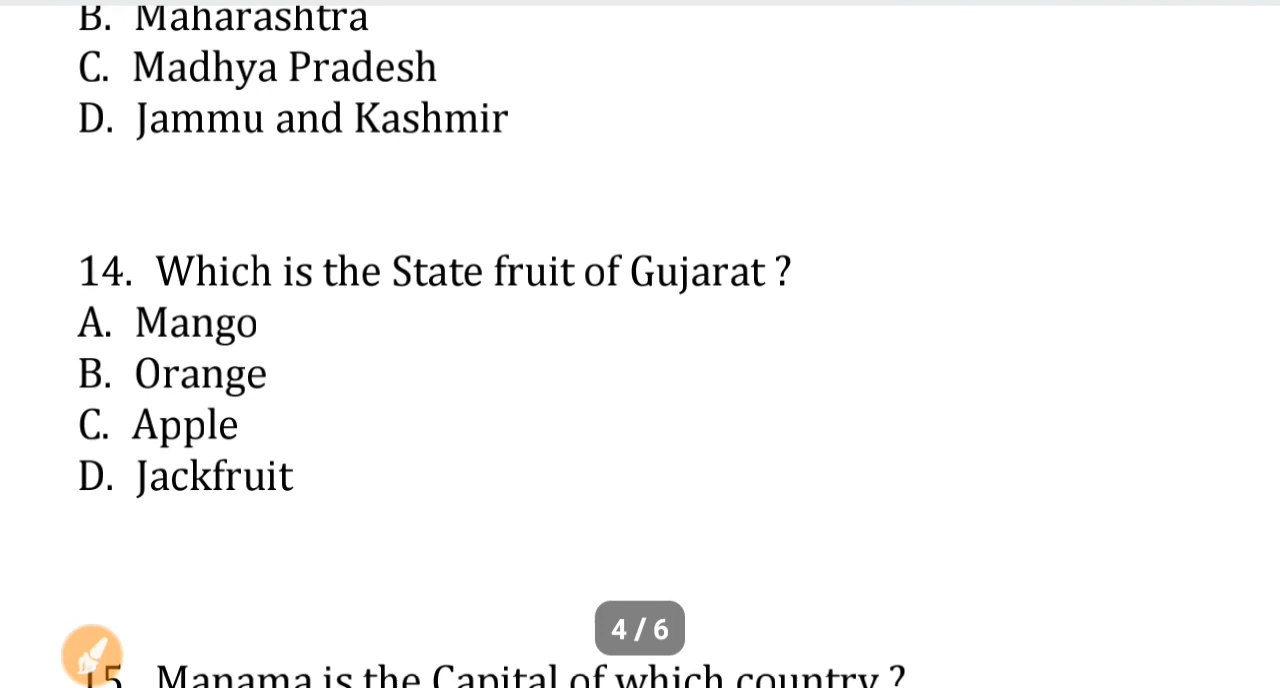 B. Maharashtra
C. Madhya Pradesh
D. Jammu and Kashmir
14. Which is the State fruit of Gujarat ?
A. Mango
B. Orange
C. Apple
D. Jackfruit
4 / 6
15 Manama is the Capital of which country ?